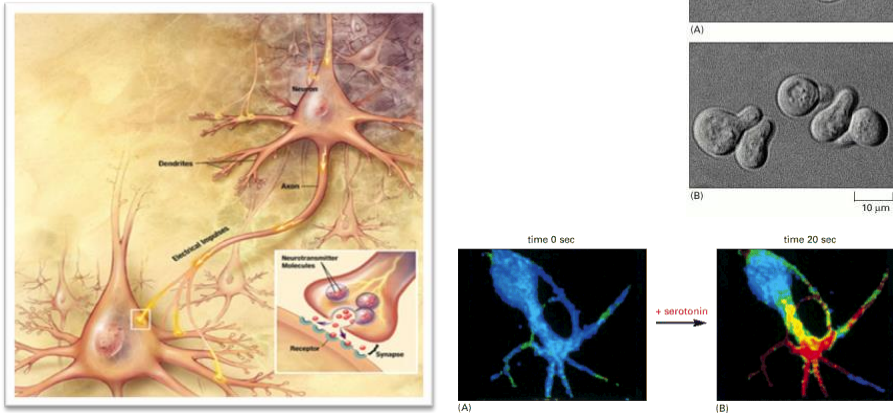 Neuron
Dendrites
Axon
Electrical Impulses
Neurotransmitter
Molecules
Receptor
Synapse
(A)
(B)
10 μm
time 0 sec
time 20 sec
+ serotonin
(A)
(B)